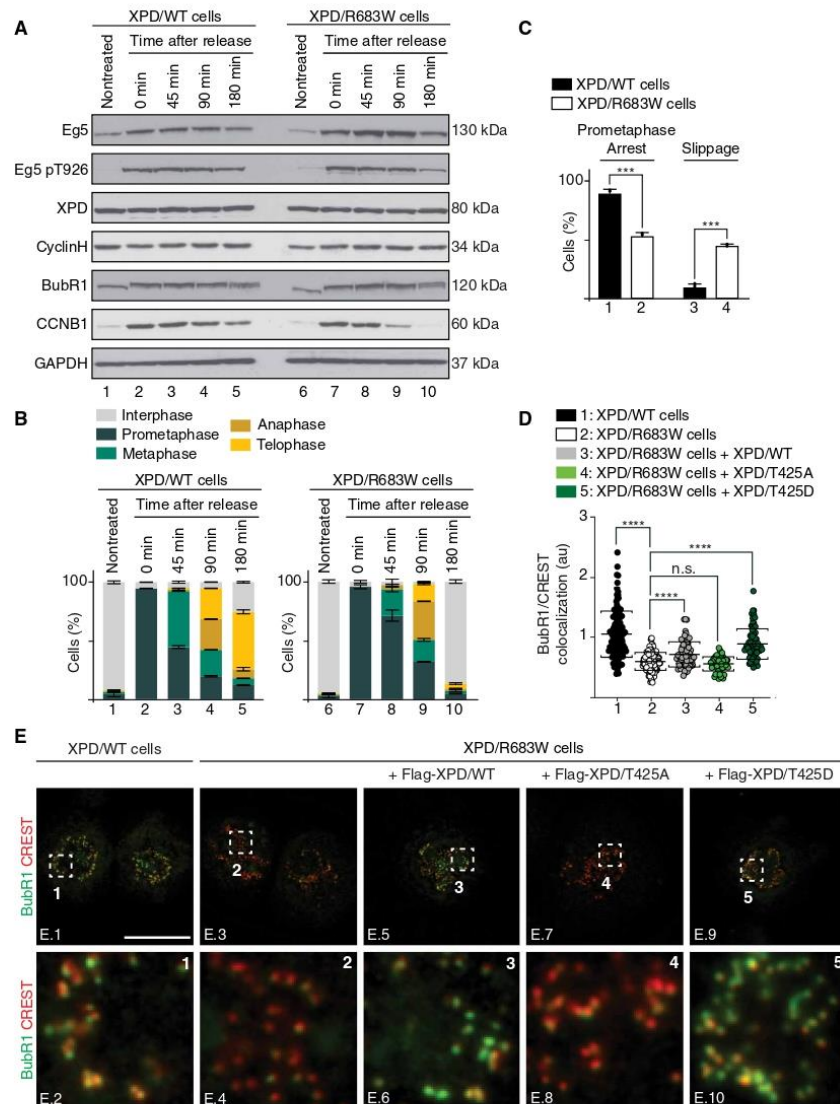 A
XPD/WT cells
XPD/R683W cells
Time after release
Time after release
Nontreated
0 min
45 min
90 min
180 min
Nontreated
0 min
45 min
90 min
180 min
Eg5
130 kDa
Eg5 pT926
XPD
80 kDa
CyclinH
34 kDa
BubR1
120 kDa
CCNB1
60 kDa
GAPDH
37 kDa
1 2 3 4 5 6 7 8 9 10
C
XPD/WT cells
XPD/R683W cells
Prometaphase
Arrest
Slippage
***
***
100
Cells (%)
1 2 3 4
B
Interphase
Prometaphase
Metaphase
Anaphase
Telophase
XPD/WT cells
XPD/R683W cells
Time after release
Time after release
Nontreated
0 min
45 min
90 min
180 min
Nontreated
0 min
45 min
90 min
180 min
100
100
Cells (%)
Cells (%)
1 2 3 4 5
6 7 8 9 10
D
1: XPD/WT cells
2: XPD/R683W cells
3: XPD/R683W cells + XPD/WT
4: XPD/R683W cells + XPD/T425A
5: XPD/R683W cells + XPD/T425D
BubR1/CREST
colocalization (au)
3
2
1
0
****
****
n.s.
****
1 2 3 4 5
E
XPD/WT cells
XPD/R683W cells
+ Flag-XPD/WT
+ Flag-XPD/T425A
+ Flag-XPD/T425D
BubR1 CREST
1
2
3
4
5
E.1
E.3
E.5
E.7
E.9
BubR1 CREST
1
2
3
4
5
E.2
E.4
E.6
E.8
E.10